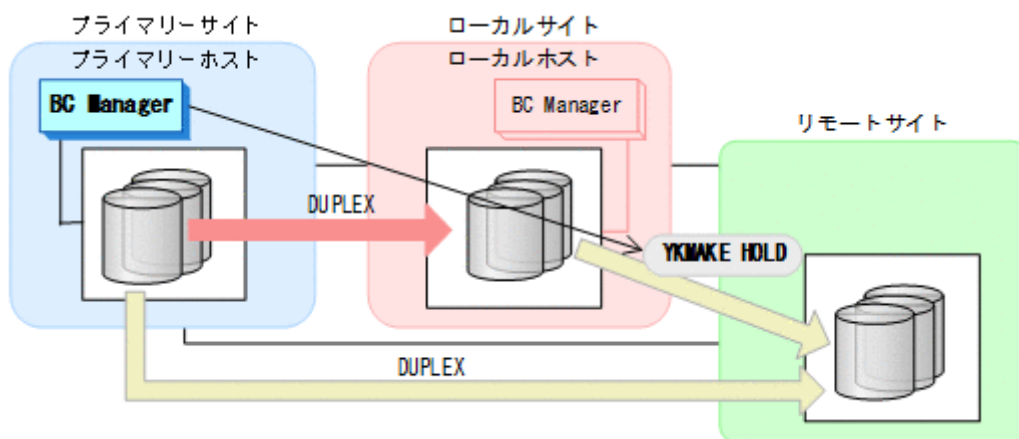 プライマリーサイト
プライマリーホスト
BC Manager
ローカルサイト
ローカルホスト
BC Manager
リモートサイト
DUPLEX
YKMAKE HOLD
DUPLEX